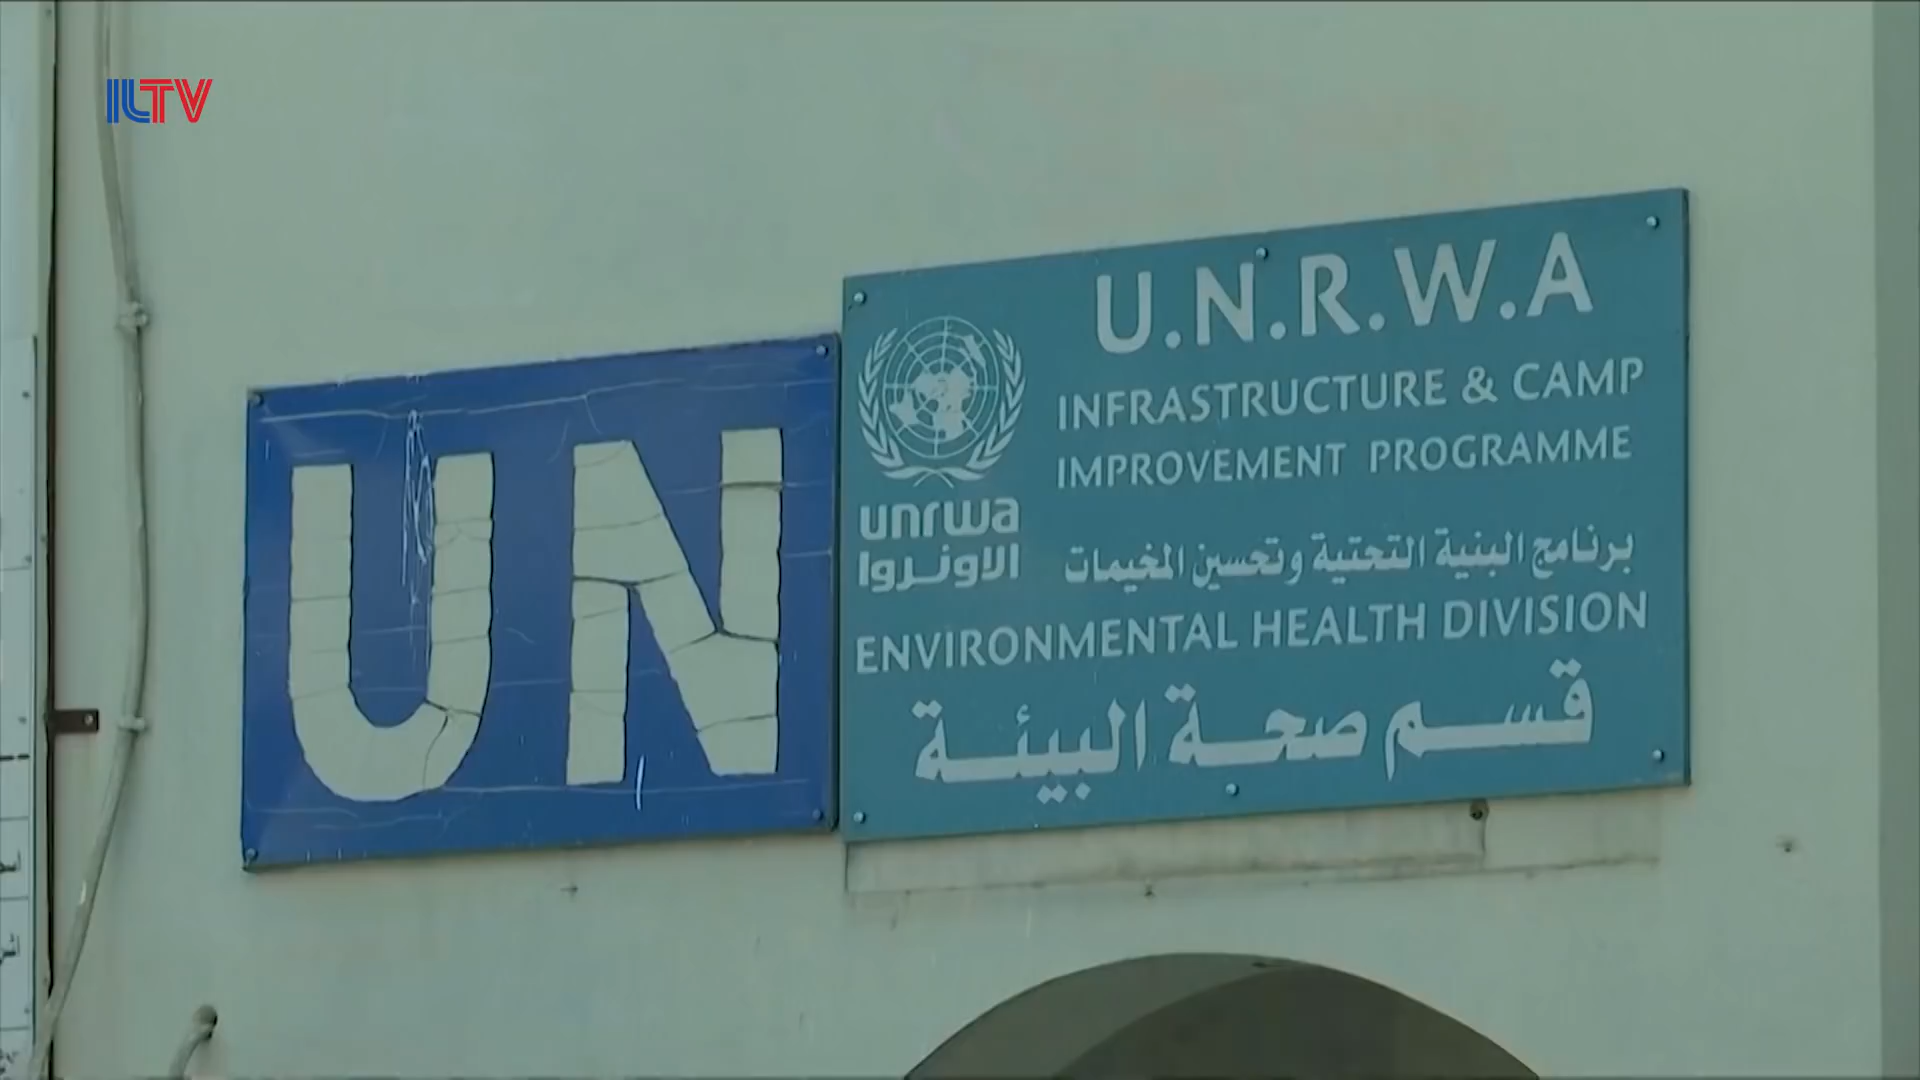 ILTV
UN
U.N.R.W.A
INFRASTRUCTURE & CAMP
IMPROVEMENT PROGRAMME
unrwa
الاونروا
برنامج البنية التحتية وتحسين المخيمات
ENVIRONMENTAL HEALTH DIVISION
قسم صحة البيئة